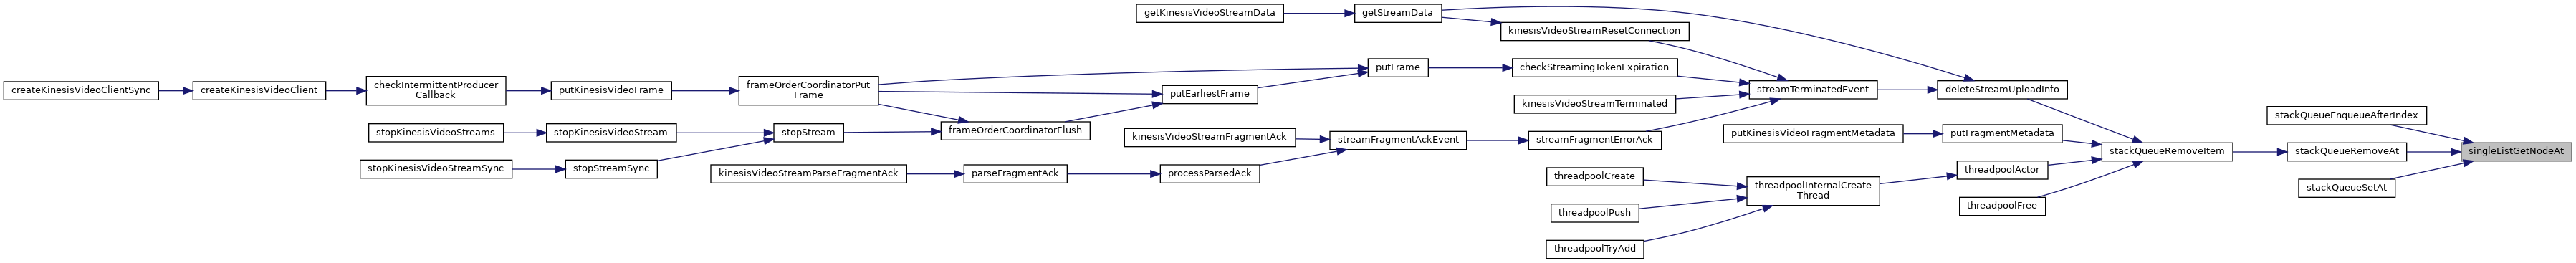 getKinesisVideoStreamData
getStreamData
kinesisVideoStreamResetConnection
putFrame
checkStreamingTokenExpiration
createKinesisVideoClientSync
createKinesisVideoClient
checkIntermittentProducer
Callback
putKinesisVideoFrame
frameOrderCoordinatorPut
Frame
putEarliestFrame
kinesisVideoStreamTerminated
streamTerminatedEvent
deleteStreamUploadInfo
stackQueueEnqueueAfterIndex
stopKinesisVideoStreams
stopKinesisVideoStream
stopStream
frameOrderCoordinatorFlush
kinesisVideoStreamFragmentAck
streamFragmentAckEvent
streamFragmentErrorAck
putKinesisVideoFragmentMetadata
putFragmentMetadata
stackQueueRemoveItem
stackQueueRemoveAt
singleListGetNodeAt
stopKinesisVideoStreamSync
stopStreamSync
kinesisVideoStreamParseFragmentAck
parseFragmentAck
processParsedAck
threadpoolCreate
threadpoolInternalCreate
Thread
threadpoolActor
stackQueueSetAt
threadpoolPush
threadpoolFree
threadpoolTryAdd